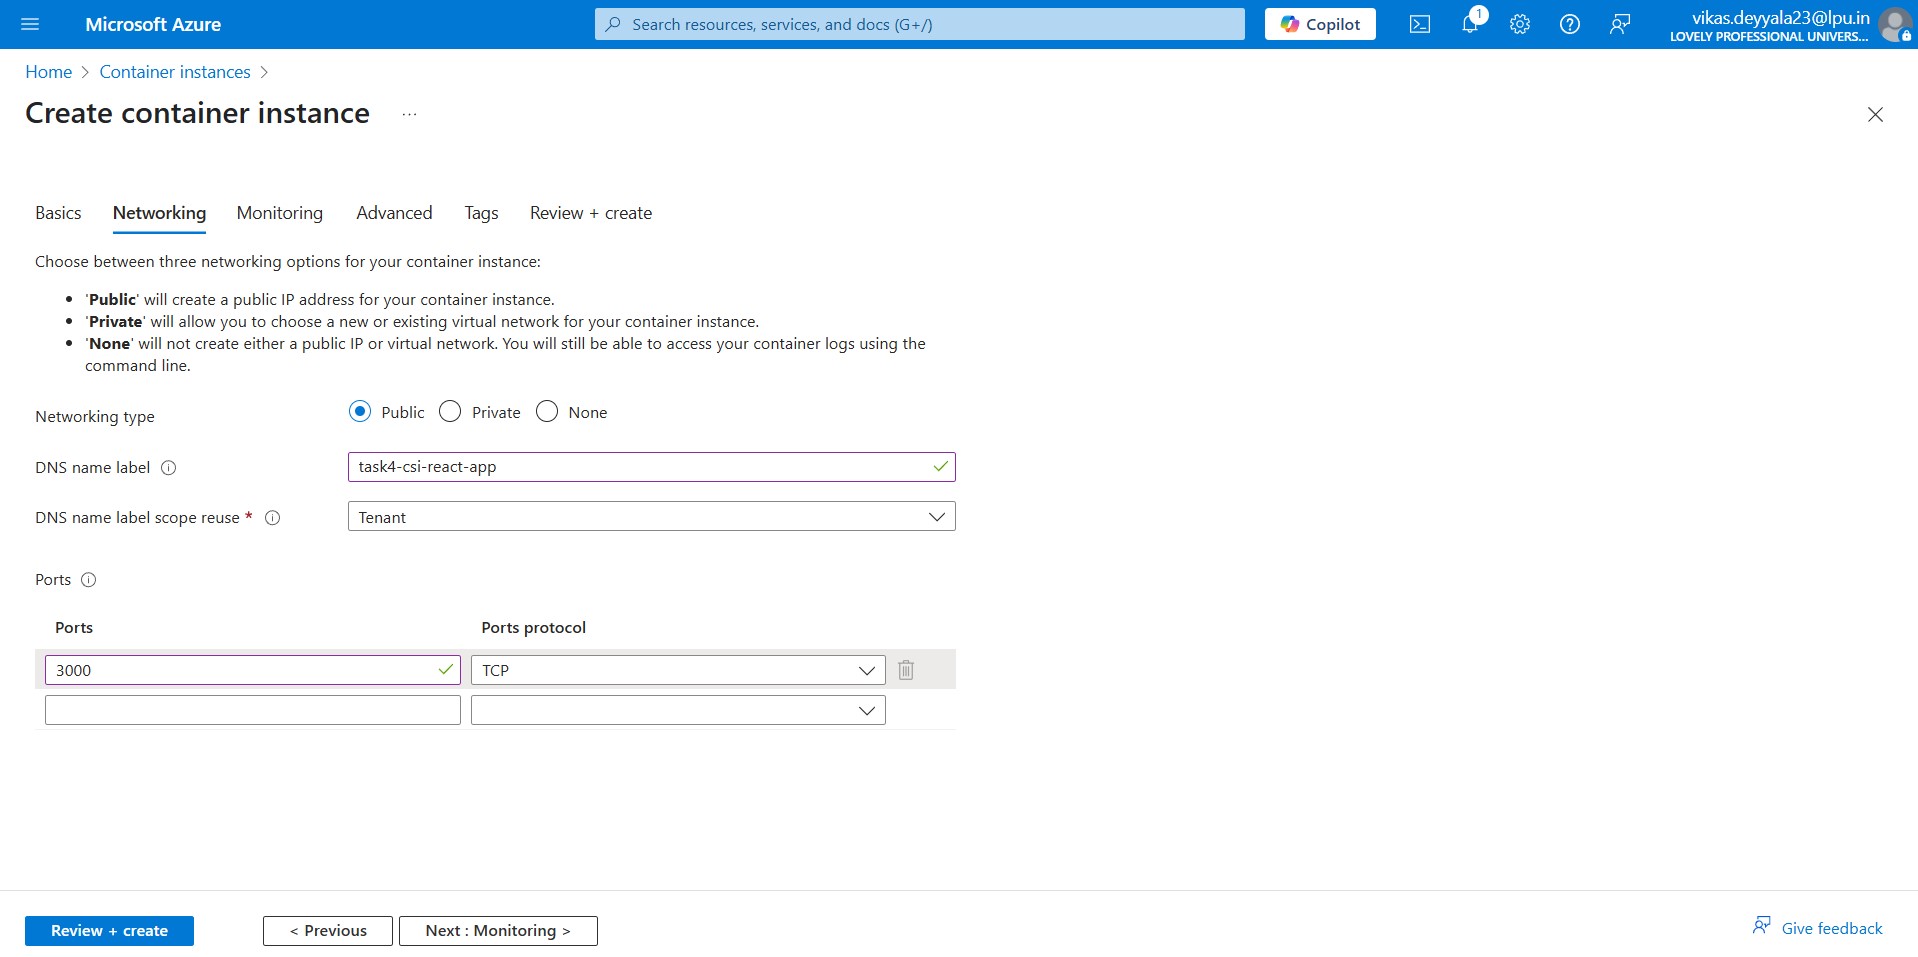 Microsoft Azure
Search resources, services, and docs (G+/)
Copilot
1
vikas.deyyala23@lpu.in
LOVELY PROFESSIONAL UNIVERS...
Home > Container instances >
Create container instance ...
Basics Networking Monitoring Advanced Tags Review + create
Choose between three networking options for your container instance:
• 'Public' will create a public IP address for your container instance.
• 'Private' will allow you to choose a new or existing virtual network for your container instance.
• 'None' will not create either a public IP or virtual network. You will still be able to access your container logs using the
command line.
Networking type Public Private None
DNS name label task4-csi-react-app
DNS name label scope reuse * Tenant
Ports
Ports Ports protocol
3000 TCP
Review + create < Previous Next : Monitoring > Give feedback